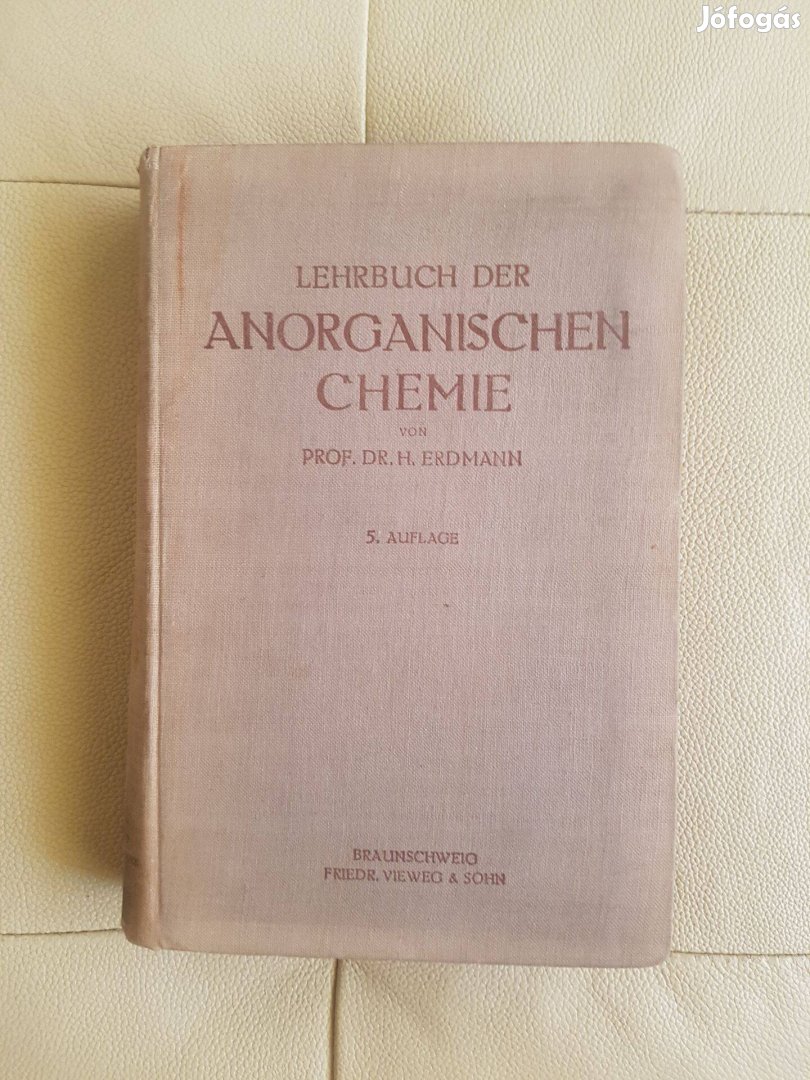 Jófogás
LEHRBUCH DER
ANORGANISCHEN
CHEMIE
VON
PROF. DR. H. ERDMANN
5. AUFLAGE
BRAUNSCHWEIG
FRIEDR. VIEWEG & SOHN